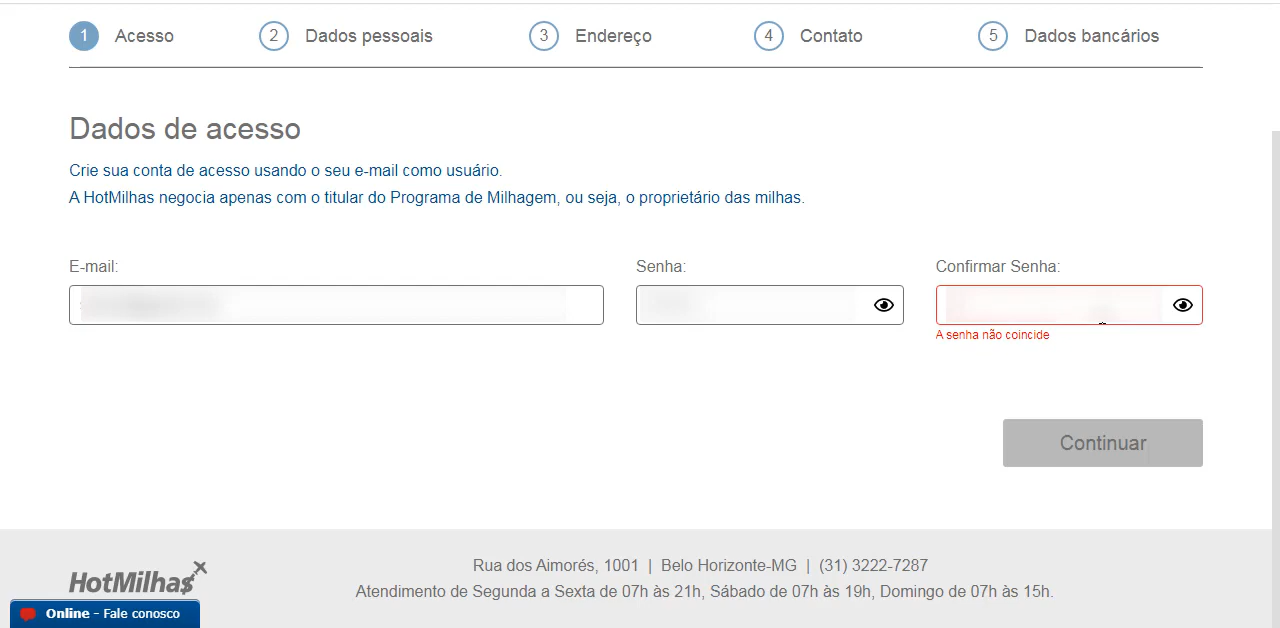 1 Acesso 2 Dados pessoais 3 Endereço 4 Contato 5 Dados bancários
Dados de acesso
Crie sua conta de acesso usando o seu e-mail como usuário.
A HotMilhas negocia apenas com o titular do Programa de Milhagem, ou seja, o proprietário das milhas.
E-mail: Senha: Confirmar Senha:
A senha não coincide
Continuar
Rua dos Aimorés, 1001 | Belo Horizonte-MG | (31) 3222-7287
HotMilhas
Atendimento de Segunda a Sexta de 07h às 21h, Sábado de 07h às 19h, Domingo de 07h às 15h.
Online - Fale conosco